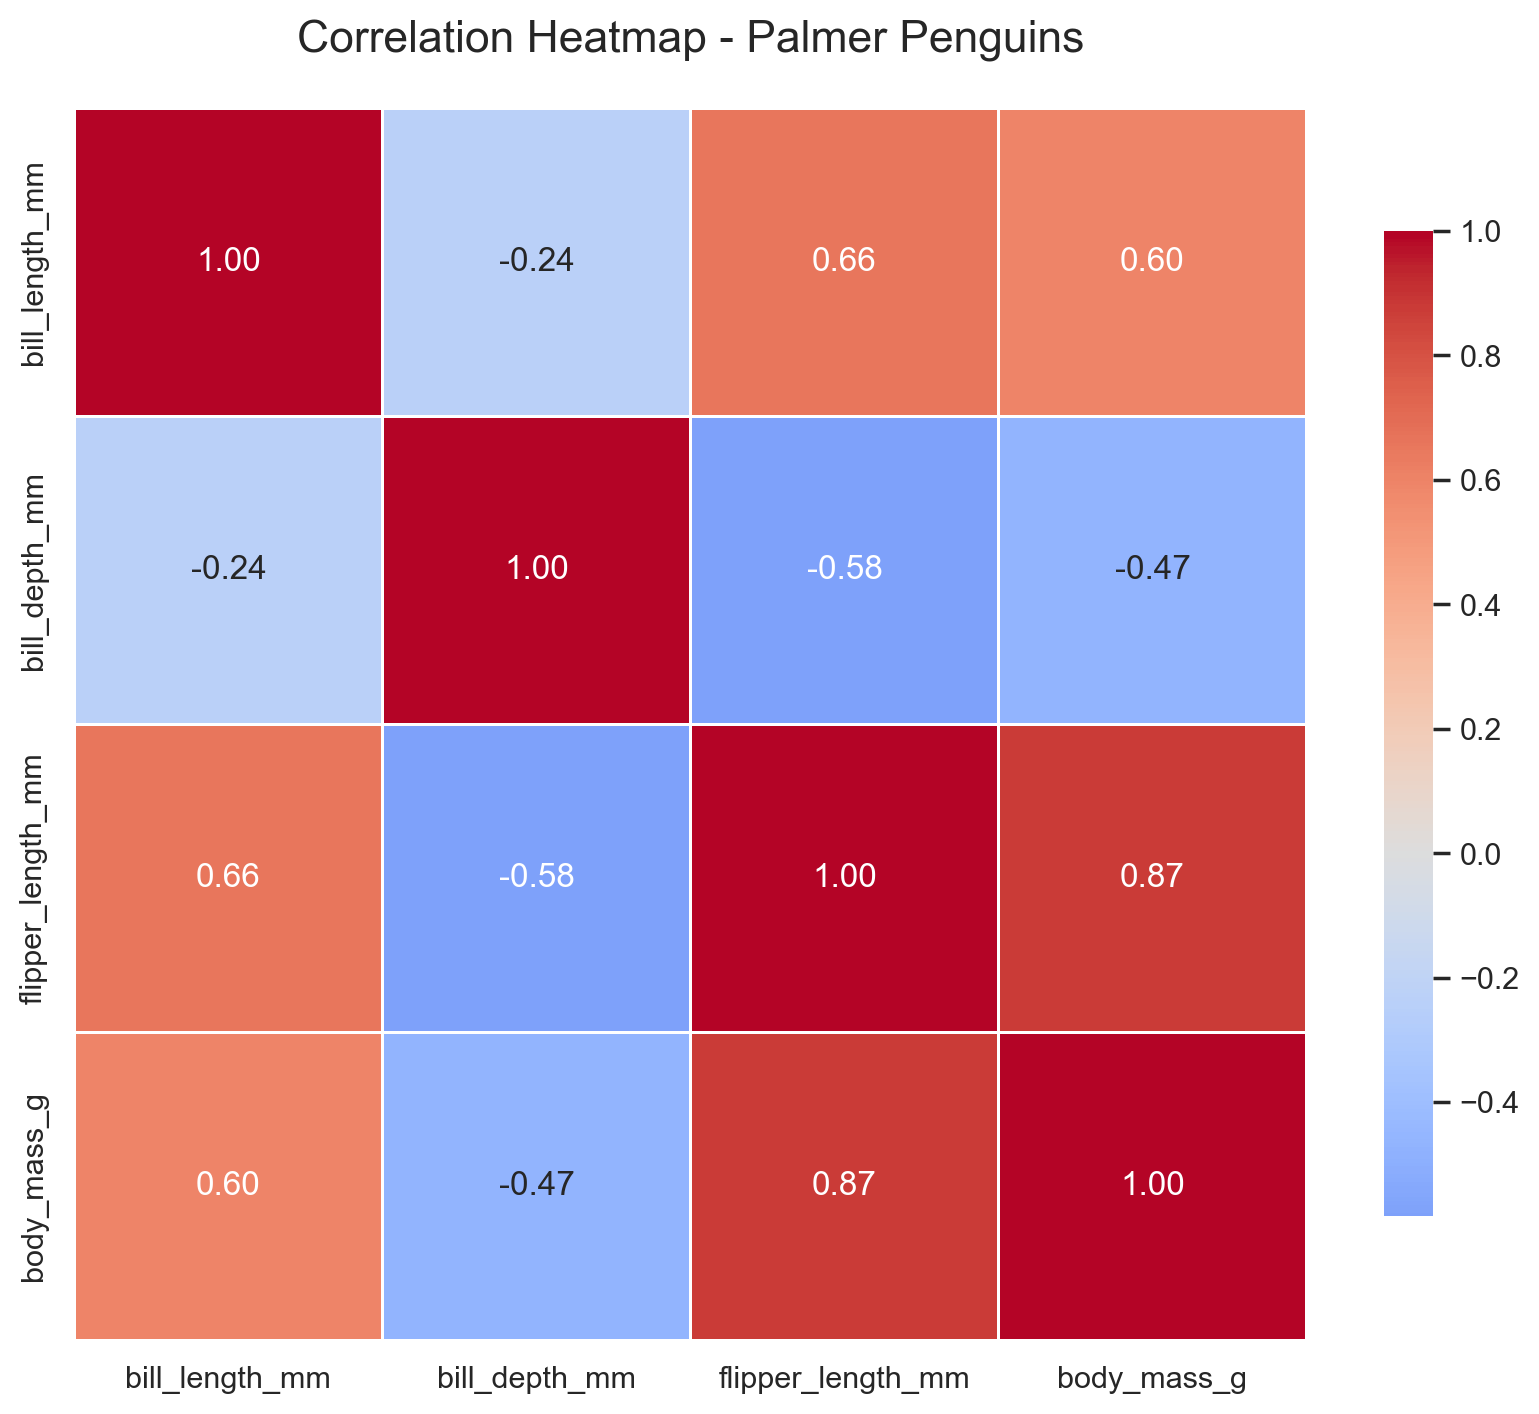 Correlation Heatmap - Palmer Penguins
bill_length_mm
1.00 -0.24 0.66 0.60
bill_depth_mm
-0.24 1.00 -0.58 -0.47
flipper_length_mm
0.66 -0.58 1.00 0.87
body_mass_g
0.60 -0.47 0.87 1.00
bill_length_mm bill_depth_mm flipper_length_mm body_mass_g
1.0
0.8
0.6
0.4
0.2
0.0
−0.2
−0.4